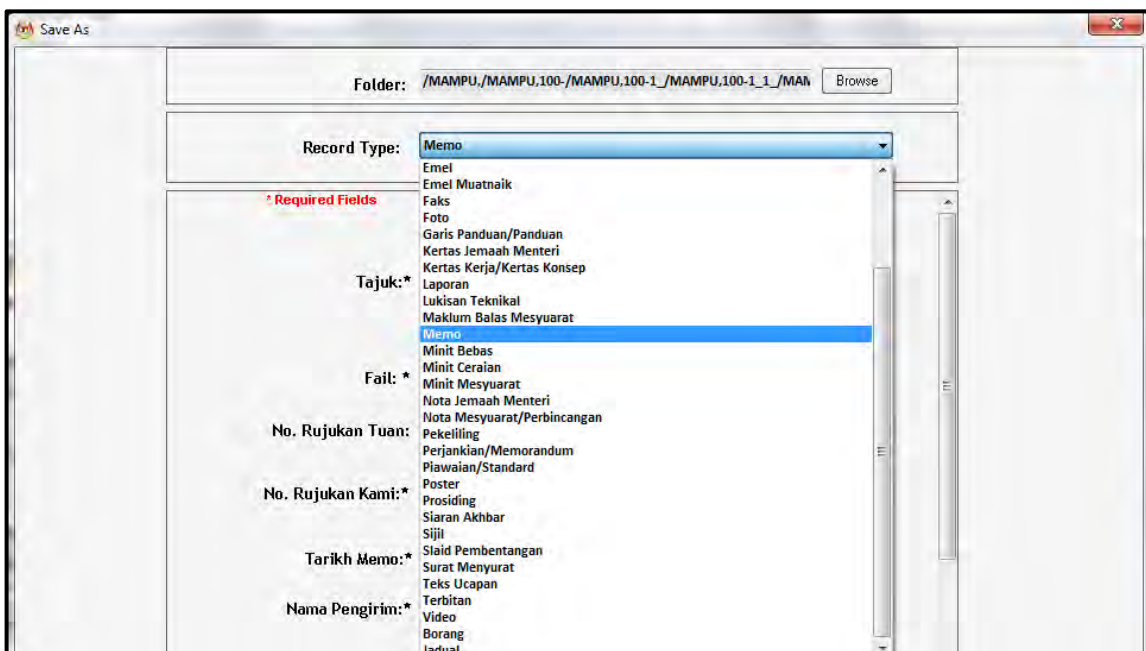 Save As
Folder: /MAMPU,/MAMPU,100-/MAMPU,100-1_/MAMPU,100-1_1_/MAM Browse
Record Type: Memo
Emel
Emel Muatnaik
* Required Fields
Faks
Foto
Garis Panduan/Panduan
Kertas Jemaah Menteri
Kertas Kerja/Kertas Konsep
Tajuk:*
Laporan
Lukisan Teknikal
Maklum Balas Mesyuarat
Memo
Minit Bebas
Minit Ceraian
Fail: *
Minit Mesyuarat
Nota Jemaah Menteri
Nota Mesyuarat/Perbincangan
No. Rujukan Tuan:
Pekeliling
Perjankian/Memorandum
Piawaian/Standard
Poster
No. Rujukan Kami:*
Prosiding
Siaran Akhbar
Sijil
Slaid Pembentangan
Tarikh Memo:*
Surat Menyurat
Teks Ucapan
Terbitan
Nama Pengirim:*
Video
Borang
Jadual